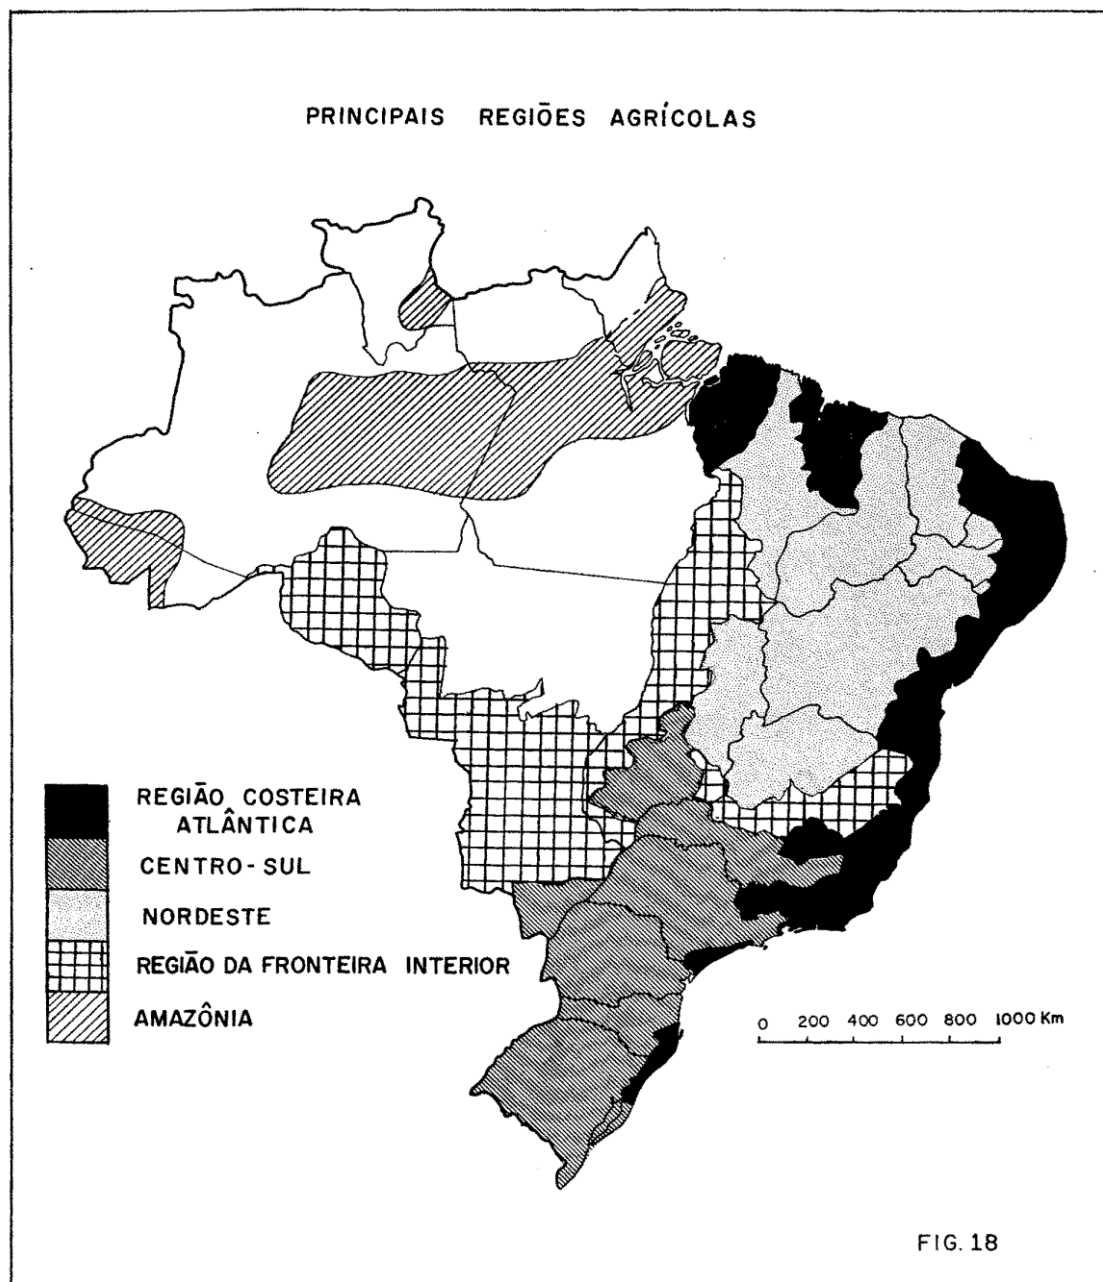 PRINCIPAIS REGIÕES AGRÍCOLAS
REGIÃO COSTEIRA
ATLÂNTICA
CENTRO-SUL
NORDESTE
REGIÃO DA FRONTEIRA INTERIOR
AMAZÔNIA
0 200 400 600 800 1000 Km
FIG. 18